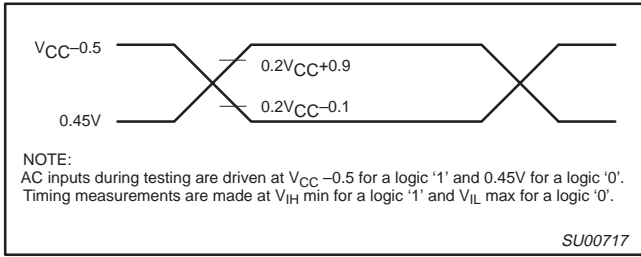 VCC–0.5
0.2VCC+0.9
0.2VCC–0.1
0.45V
NOTE:
AC inputs during testing are driven at VCC –0.5 for a logic ‘1’ and 0.45V for a logic ‘0’.
Timing measurements are made at VIH min for a logic ‘1’ and VIL max for a logic ‘0’.
SU00717